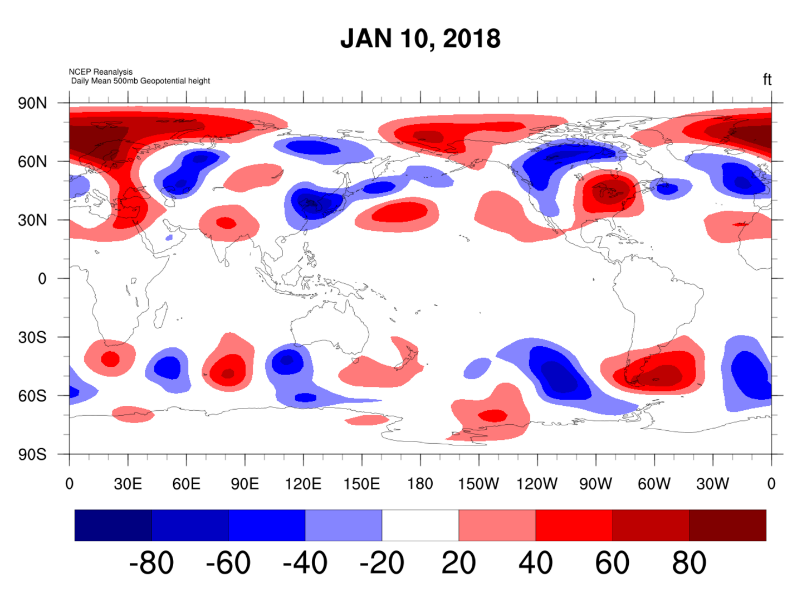 JAN 10, 2018
NCEP Reanalysis
Daily Mean 500mb Geopotential height
ft
90N
60N
30N
0
30S
60S
90S
0 30E 60E 90E 120E 150E 180 150W 120W 90W 60W 30W 0
-80 -60 -40 -20 20 40 60 80